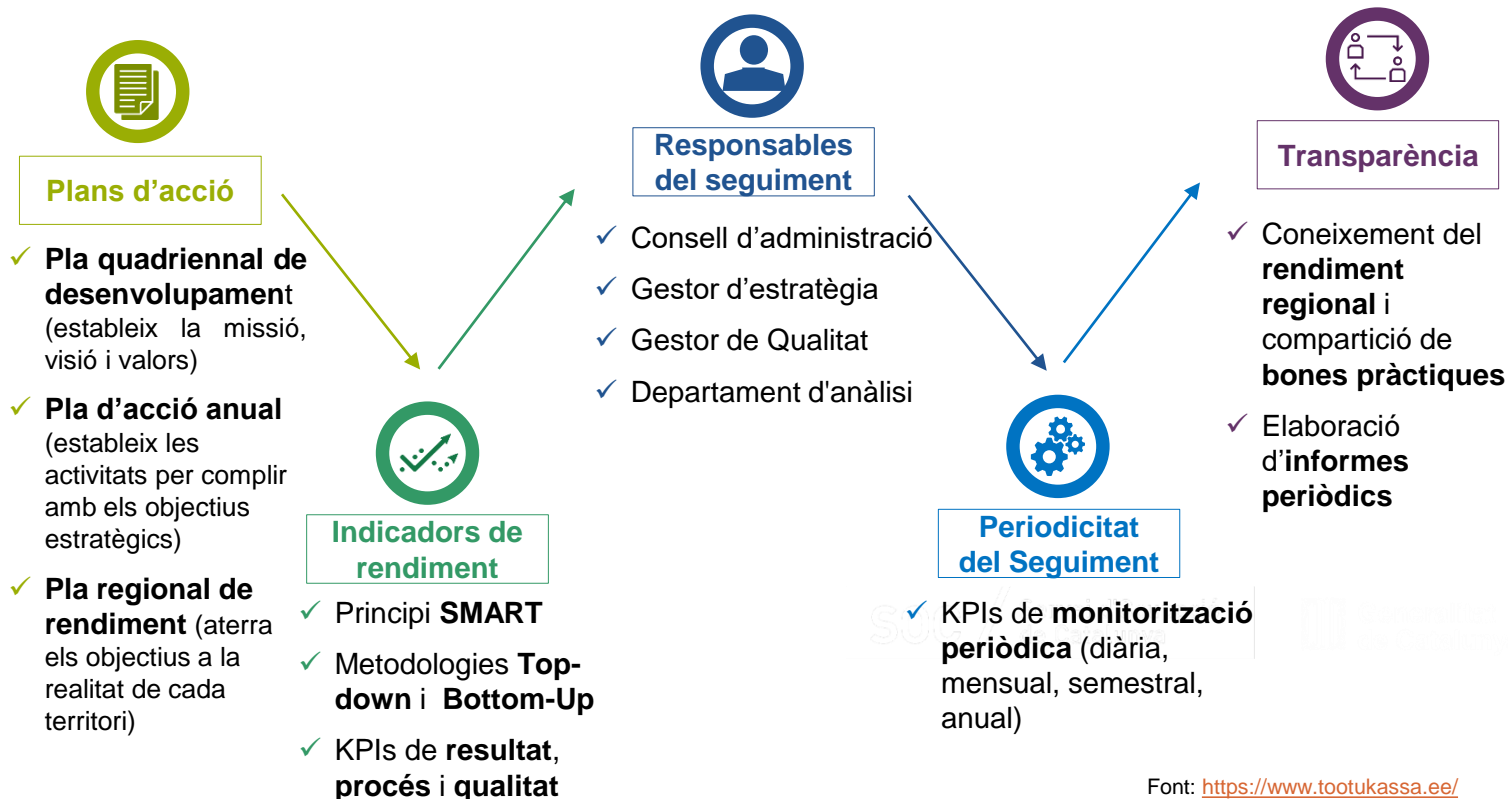 Plans d’acció
✓ Pla quadriennal de
desenvolupament
(estableix la missió,
visió i valors)
✓ Pla d’acció anual
(estableix les
activitats per complir
amb els objectius
estratègics)
✓ Pla regional de
rendiment (aterra
els objectius a la
realitat de cada
territori)
Indicadors de
rendiment
✓ Principi SMART
✓ Metodologies Top-
down i Bottom-Up
✓ KPIs de resultat,
procés i qualitat
Responsables
del seguiment
✓ Consell d’administració
✓ Gestor d’estratègia
✓ Gestor de Qualitat
✓ Departament d'anàlisi
Periodicitat
del Seguiment
✓ KPIs de monitorització
periòdica (diària,
mensual, semestral,
anual)
Transparència
✓ Coneixement del
rendiment
regional i
compartició de
bones pràctiques
✓ Elaboració
d’informes
periòdics
Font: https://www.tootukassa.ee/